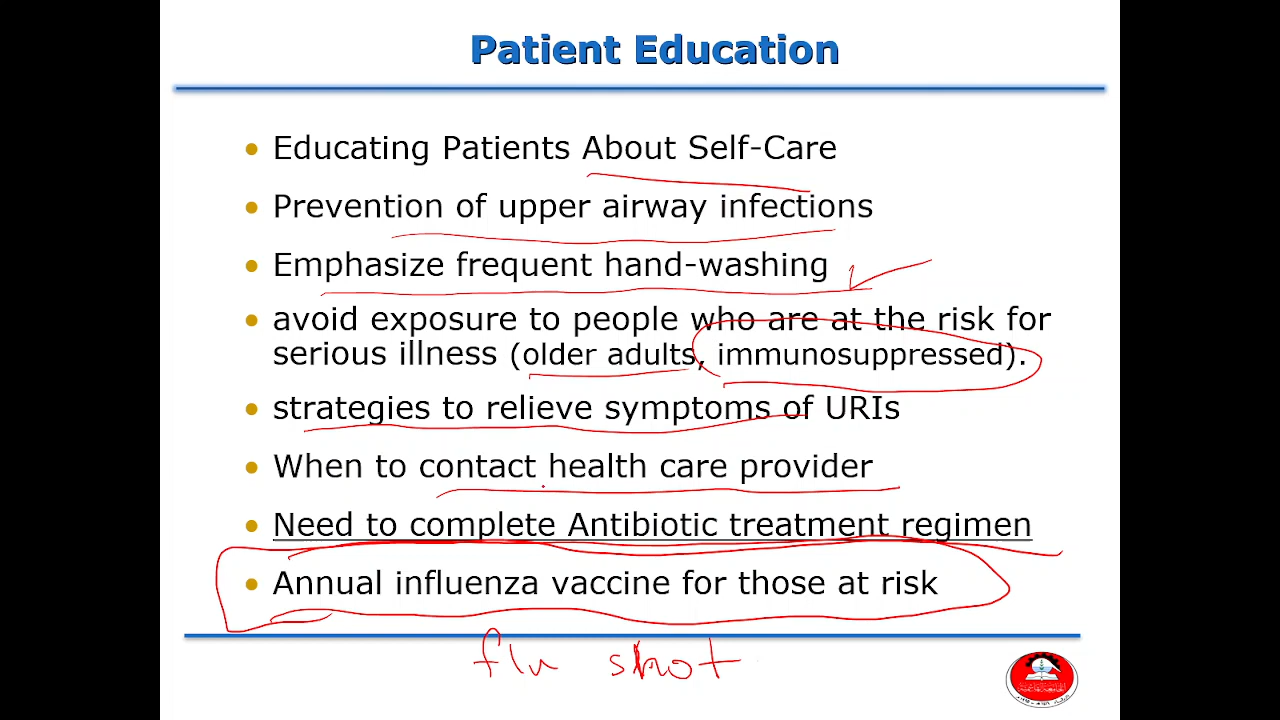 Patient Education
• Educating Patients About Self-Care
• Prevention of upper airway infections
• Emphasize frequent hand-washing
• avoid exposure to people who are at the risk for
serious illness (older adults, immunosuppressed).
• strategies to relieve symptoms of URIs
• When to contact health care provider
• Need to complete Antibiotic treatment regimen
• Annual influenza vaccine for those at risk
flu shot